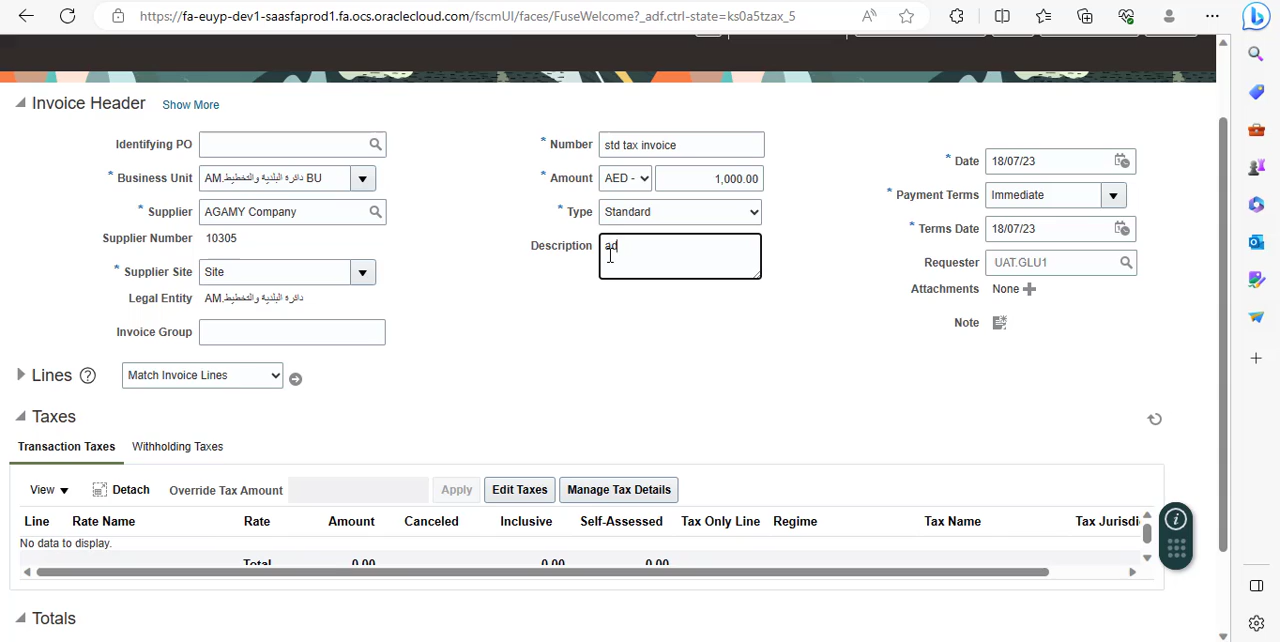 https://fa-euyp-dev1-saasfaprod1.fa.ocs.oraclecloud.com/fscmUI/faces/FuseWelcome?_adf.ctrl-state=ks0a5tzax_5
Invoice Header Show More
Identifying PO
* Number std tax invoice
* Date 18/07/23
* Business Unit AM.دائرة البلدية والتخطيط BU
* Amount AED - 1,000.00
* Payment Terms Immediate
* Supplier AGAMY Company
* Type Standard
* Terms Date 18/07/23
Supplier Number 10305
Description ad
Requester UAT.GLU1
* Supplier Site Site
Attachments None
Legal Entity AM.دائرة البلدية والتخطيط
Note
Invoice Group
Lines ? Match Invoice Lines
Taxes
Transaction Taxes Withholding Taxes
View Detach Override Tax Amount Apply Edit Taxes Manage Tax Details
Line Rate Name Rate Amount Canceled Inclusive Self-Assessed Tax Only Line Regime Tax Name Tax Jurisdi
No data to display.
Total 0.00 0.00 0.00
Totals